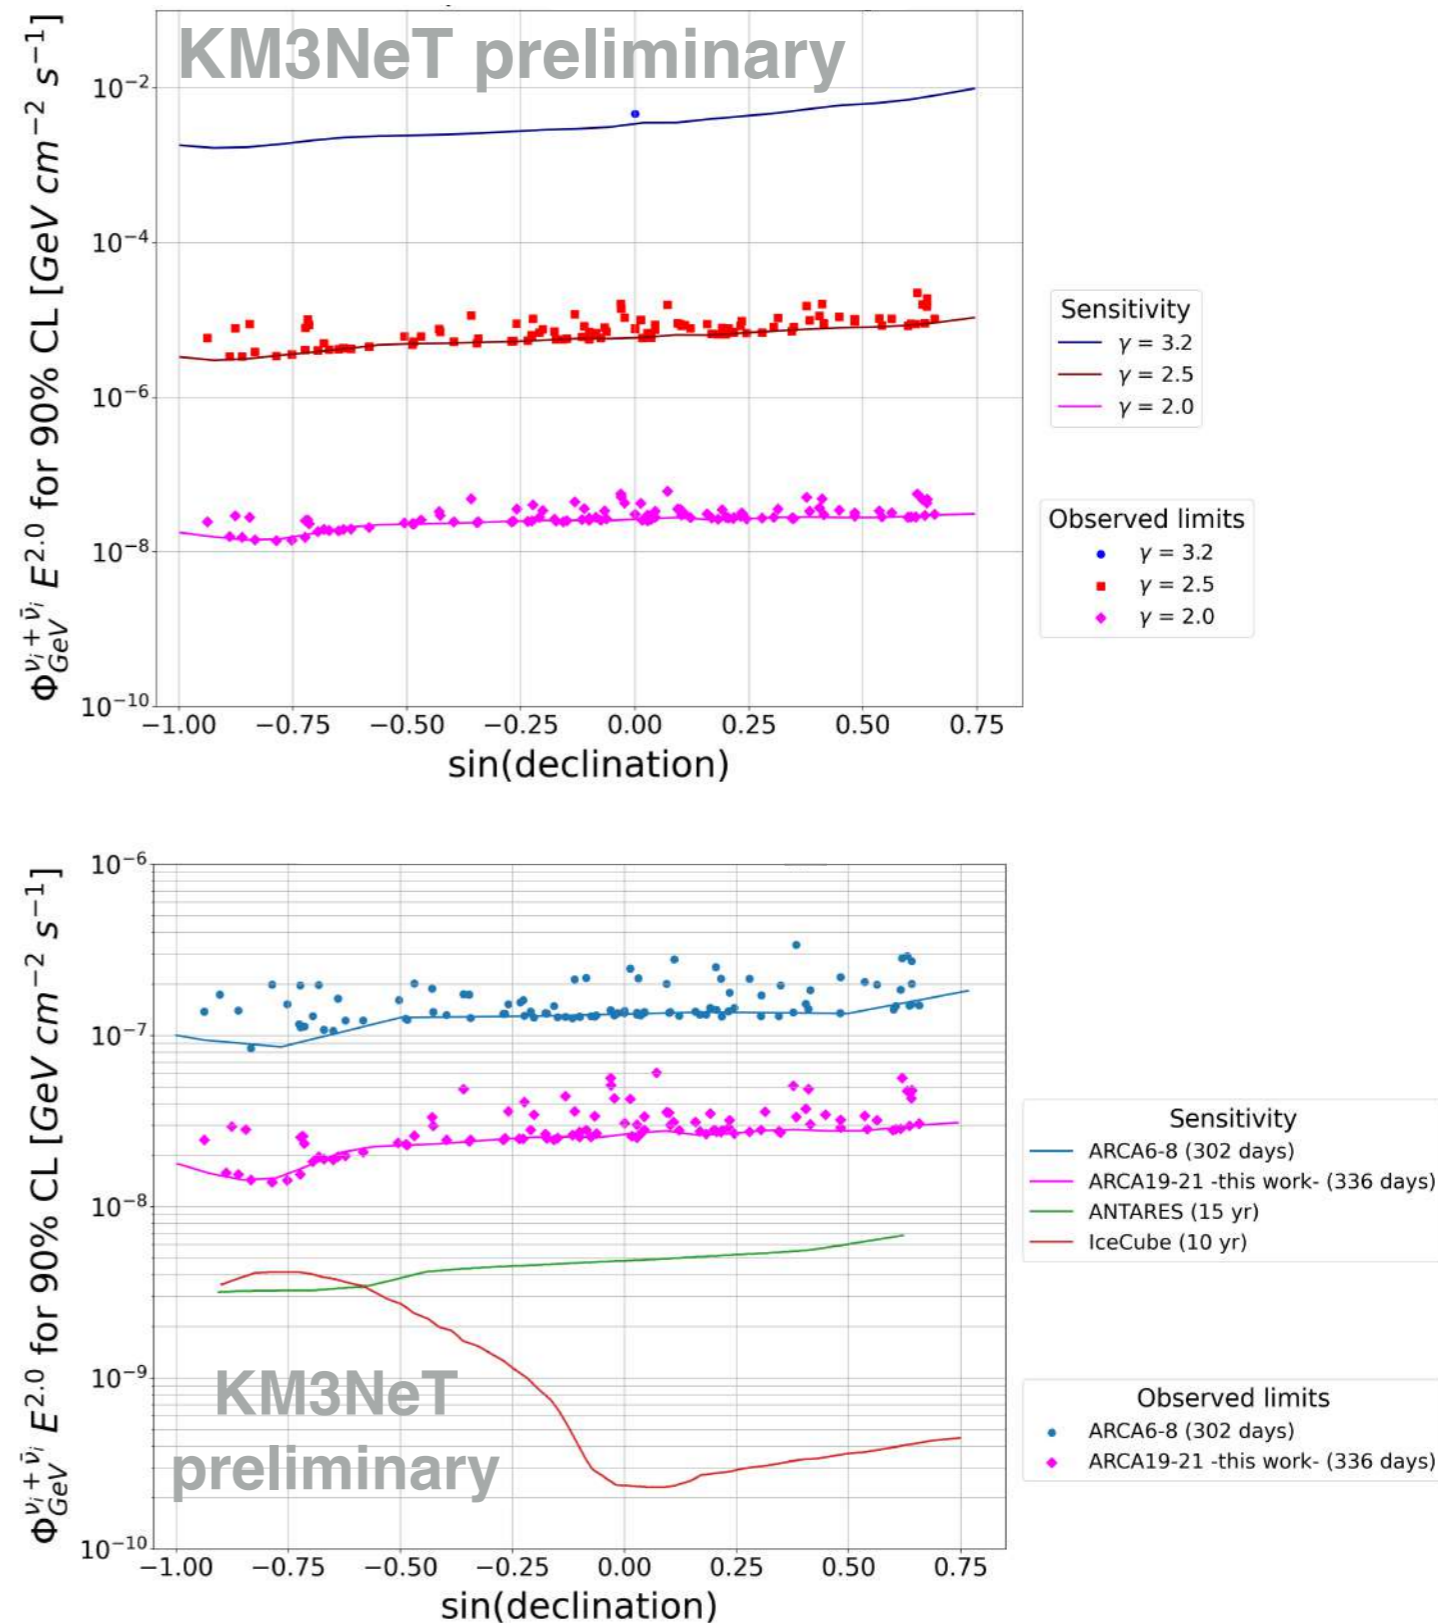 KM3NeT preliminary
Φ_{GeV}^{ν_i + ν̄_i} E^{2.0} for 90% CL [GeV cm^{−2} s^{−1}]
10^{−2}
10^{−4}
10^{−6}
10^{−8}
10^{−10}
−1.00 −0.75 −0.50 −0.25 0.00 0.25 0.50 0.75
sin(declination)
Sensitivity
γ = 3.2
γ = 2.5
γ = 2.0
Observed limits
γ = 3.2
γ = 2.5
γ = 2.0
Φ_{GeV}^{ν_i + ν̄_i} E^{2.0} for 90% CL [GeV cm^{−2} s^{−1}]
10^{−6}
10^{−7}
10^{−8}
10^{−9}
10^{−10}
KM3NeT
preliminary
−1.00 −0.75 −0.50 −0.25 0.00 0.25 0.50 0.75
sin(declination)
Sensitivity
ARCA6-8 (302 days)
ARCA19-21 -this work- (336 days)
ANTARES (15 yr)
IceCube (10 yr)
Observed limits
ARCA6-8 (302 days)
ARCA19-21 -this work- (336 days)